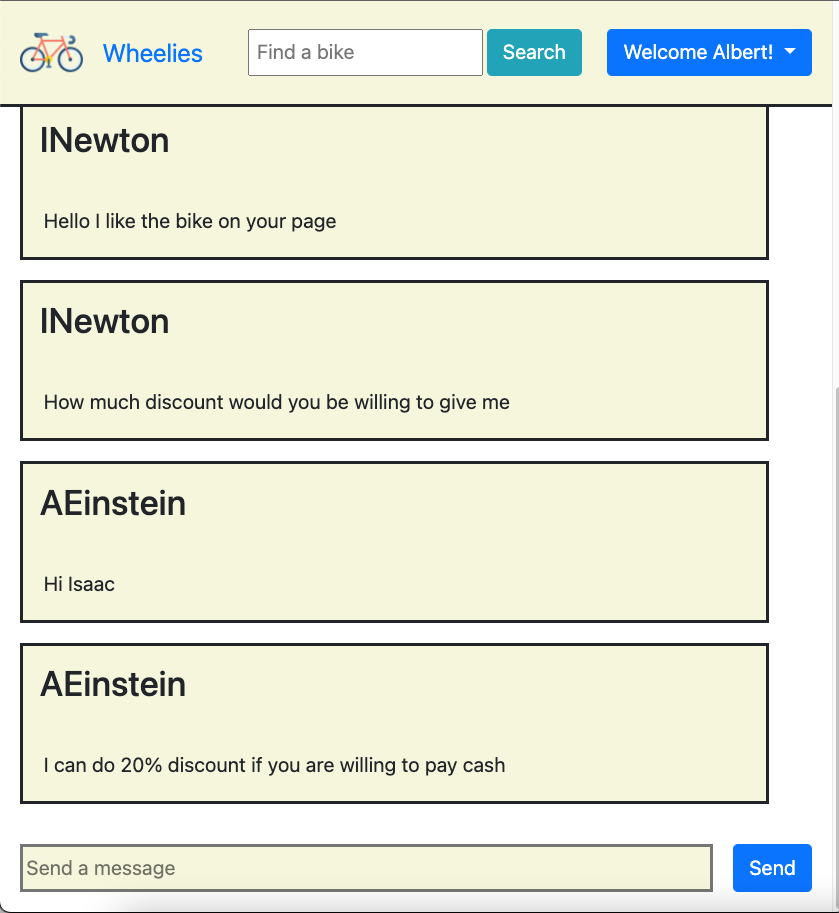 Wheelies
Find a bike
Search
Welcome Albert!
INewton
Hello I like the bike on your page
INewton
How much discount would you be willing to give me
AEinstein
Hi Isaac
AEinstein
I can do 20% discount if you are willing to pay cash
Send a message
Send